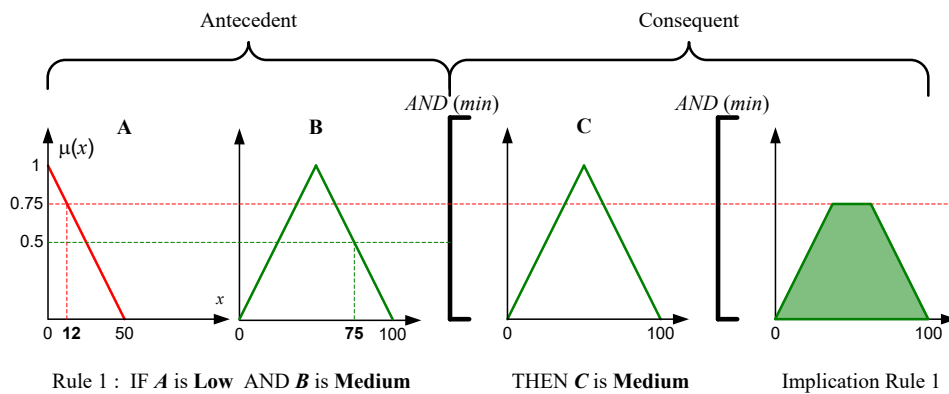 Antecedent
Consequent
AND (min)
AND (min)
A
B
C
μ(x)
1
0.75
0.5
x
0
12
50
0
75
100
0
100
0
100
Rule 1 : IF A is Low AND B is Medium
THEN C is Medium
Implication Rule 1